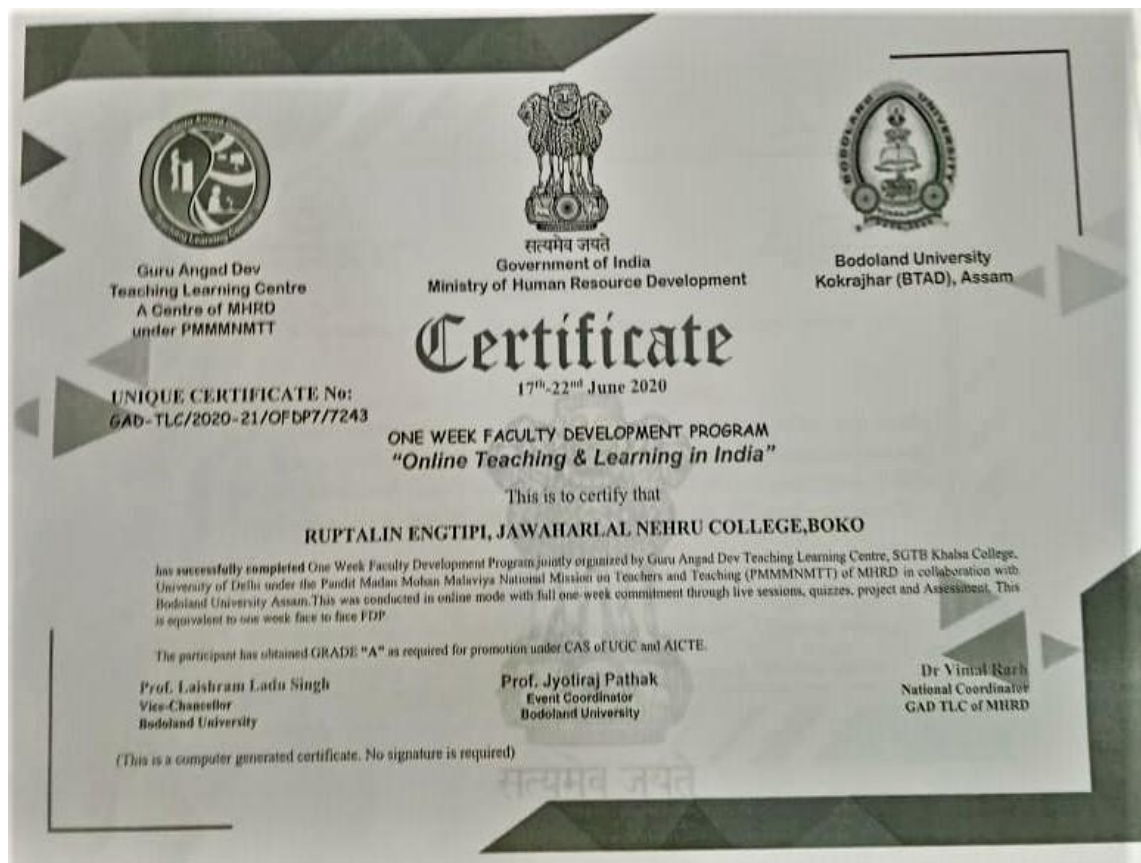 Guru Angad Dev
Teaching Learning Centre
BODOLAND UNIVERSITY
सत्यमेव जयते
Guru Angad Dev
Teaching Learning Centre
A Centre of MHRD
under PMMMNMTT
Government of India
Ministry of Human Resource Development
Bodoland University
Kokrajhar (BTAD), Assam
Certificate
17th-22nd June 2020
UNIQUE CERTIFICATE No:
GAD-TLC/2020-21/OFDP7/7243
ONE WEEK FACULTY DEVELOPMENT PROGRAM
“Online Teaching & Learning in India”
This is to certify that
RUPTALIN ENGTIPI, JAWAHARLAL NEHRU COLLEGE,BOKO
has successfully completed One Week Faculty Development Program jointly organized by Guru Angad Dev Teaching Learning Centre, SGTB Khalsa College,
University of Delhi under the Pandit Madan Mohan Malaviya National Mission on Teachers and Teaching (PMMMNMTT) of MHRD in collaboration with
Bodoland University Assam.This was conducted in online mode with full one-week commitment through live sessions, quizzes, project and Assessment. This
is equivalent to one week face to face FDP
The participant has obtained GRADE "A" as required for promotion under CAS of UGC and AICTE.
Prof. Laishram Ladu Singh
Vice-Chancellor
Bodoland University
Prof. Jyotiraj Pathak
Event Coordinator
Bodoland University
Dr Vimal Rarh
National Coordinator
GAD TLC of MHRD
(This is a computer generated certificate. No signature is required)
सत्यमेव जयते